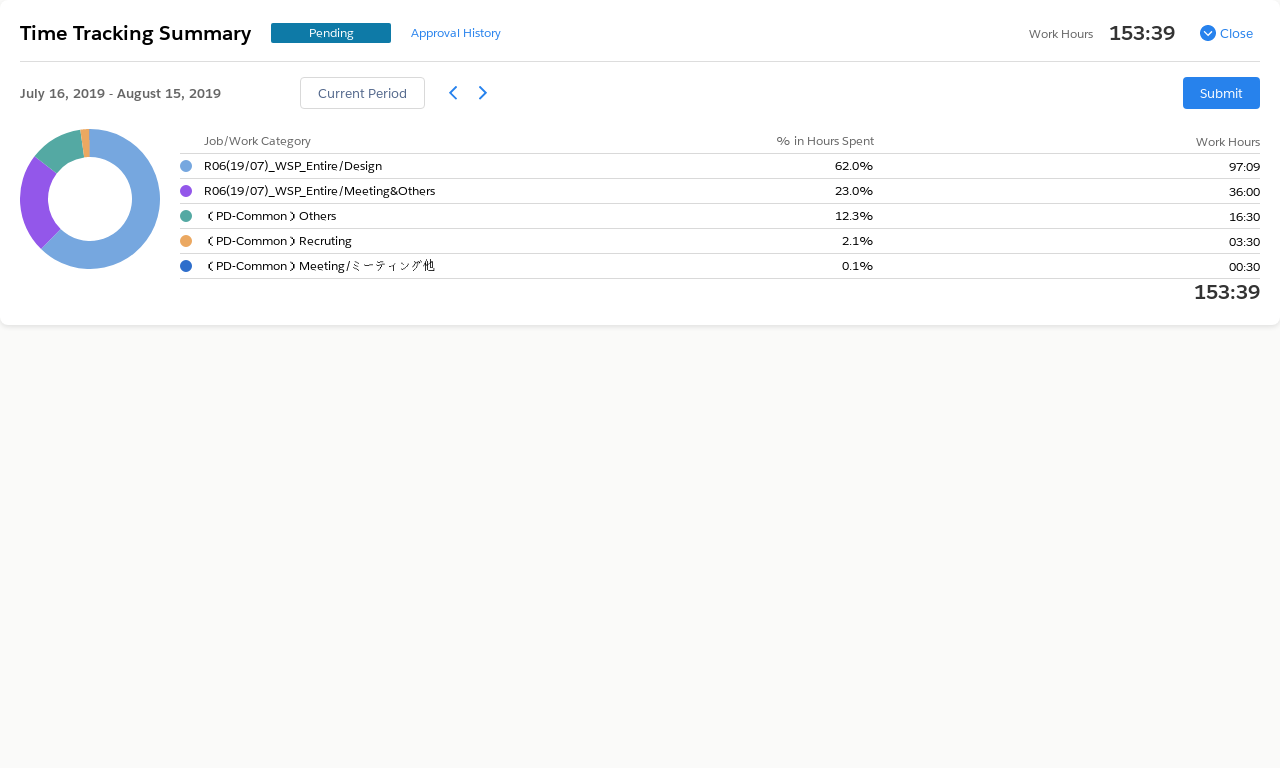 Time Tracking Summary Pending Approval History Work Hours 153:39 Close
July 16, 2019 - August 15, 2019 Current Period Submit
Job/Work Category % in Hours Spent Work Hours
R06(19/07)_WSP_Entire/Design 62.0% 97:09
R06(19/07)_WSP_Entire/Meeting&Others 23.0% 36:00
（PD-Common）Others 12.3% 16:30
（PD-Common）Recruting 2.1% 03:30
（PD-Common）Meeting/ミーティング他 0.1% 00:30
153:39